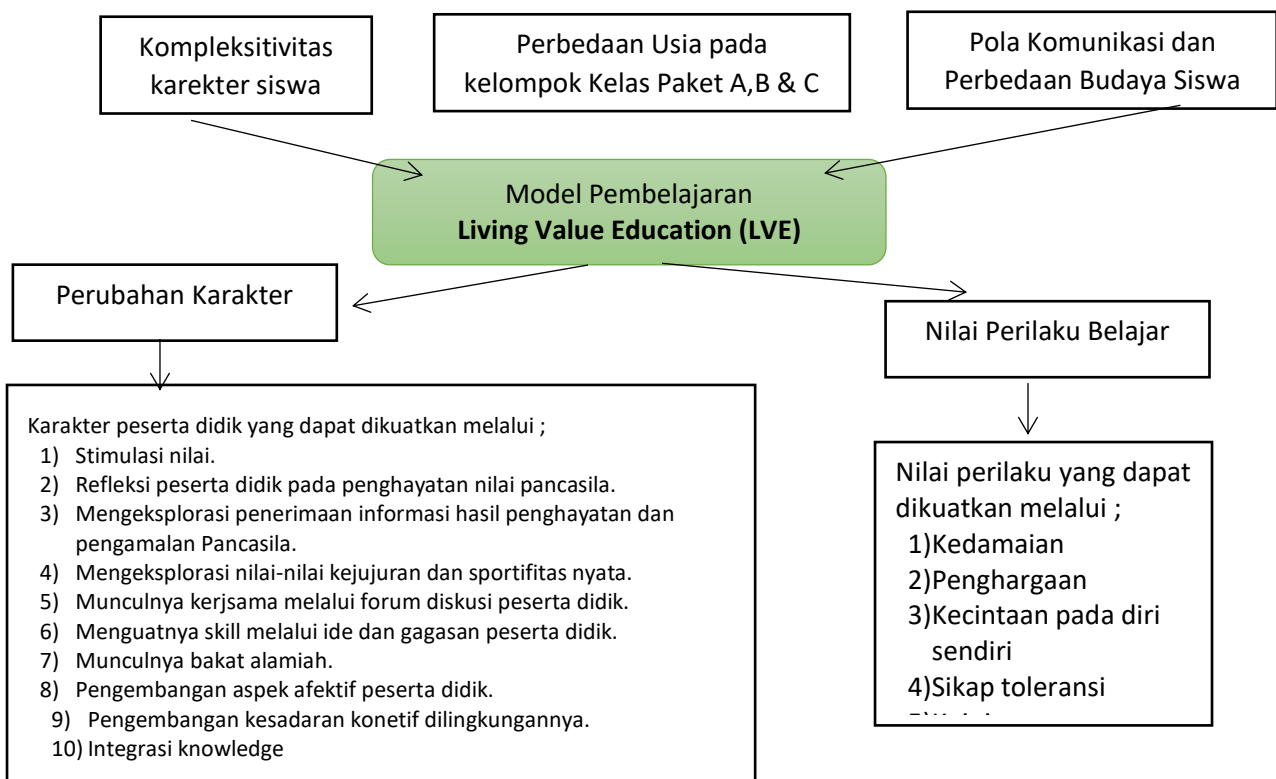 Kompleksitivitas
karekter siswa
Perbedaan Usia pada
kelompok Kelas Paket A,B & C
Pola Komunikasi dan
Perbedaan Budaya Siswa
Model Pembelajaran
Living Value Education (LVE)
Perubahan Karakter
Nilai Perilaku Belajar
Karakter peserta didik yang dapat dikuatkan melalui ;
1) Stimulasi nilai.
2) Refleksi peserta didik pada penghayatan nilai pancasila.
3) Mengeksplorasi penerimaan informasi hasil penghayatan dan
pengamalan Pancasila.
4) Mengeksplorasi nilai-nilai kejujuran dan sportifitas nyata.
5) Munculnya kerjsama melalui forum diskusi peserta didik.
6) Menguatnya skill melalui ide dan gagasan peserta didik.
7) Munculnya bakat alamiah.
8) Pengembangan aspek afektif peserta didik.
9) Pengembangan kesadaran konetif dilingkungannya.
10) Integrasi knowledge
Nilai perilaku yang dapat
dikuatkan melalui ;
1)Kedamaian
2)Penghargaan
3)Kecintaan pada diri
sendiri
4)Sikap toleransi